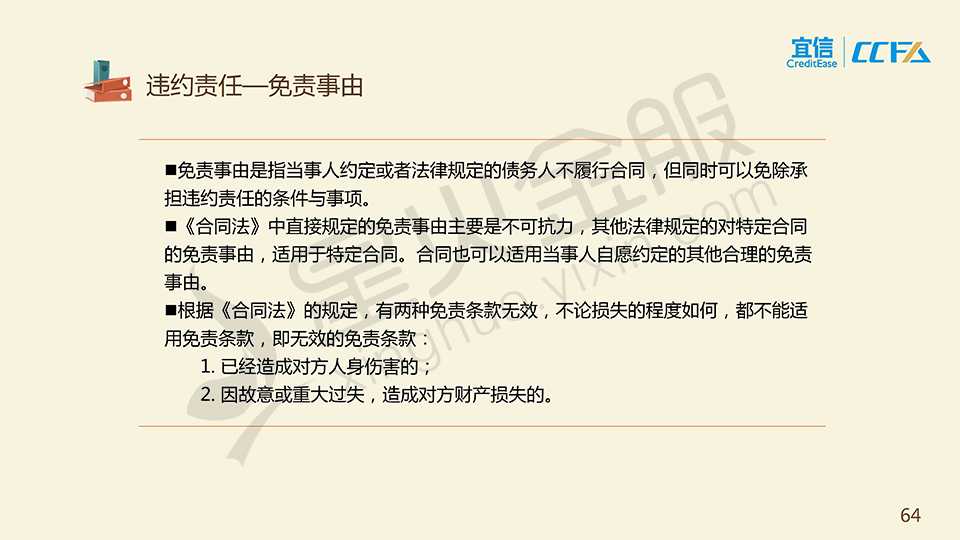 宜信
CreditEase
CCFA
违约责任—免责事由
■免责事由是指当事人约定或者法律规定的债务人不履行合同，但同时可以免除承
担违约责任的条件与事项。
■《合同法》中直接规定的免责事由主要是不可抗力，其他法律规定的对特定合同
的免责事由，适用于特定合同。合同也可以适用当事人自愿约定的其他合理的免责
事由。
■根据《合同法》的规定，有两种免责条款无效，不论损失的程度如何，都不能适
用免责条款，即无效的免责条款：
1. 已经造成对方人身伤害的；
2. 因故意或重大过失，造成对方财产损失的。
星火金服
xinghuo.yixin.com
64